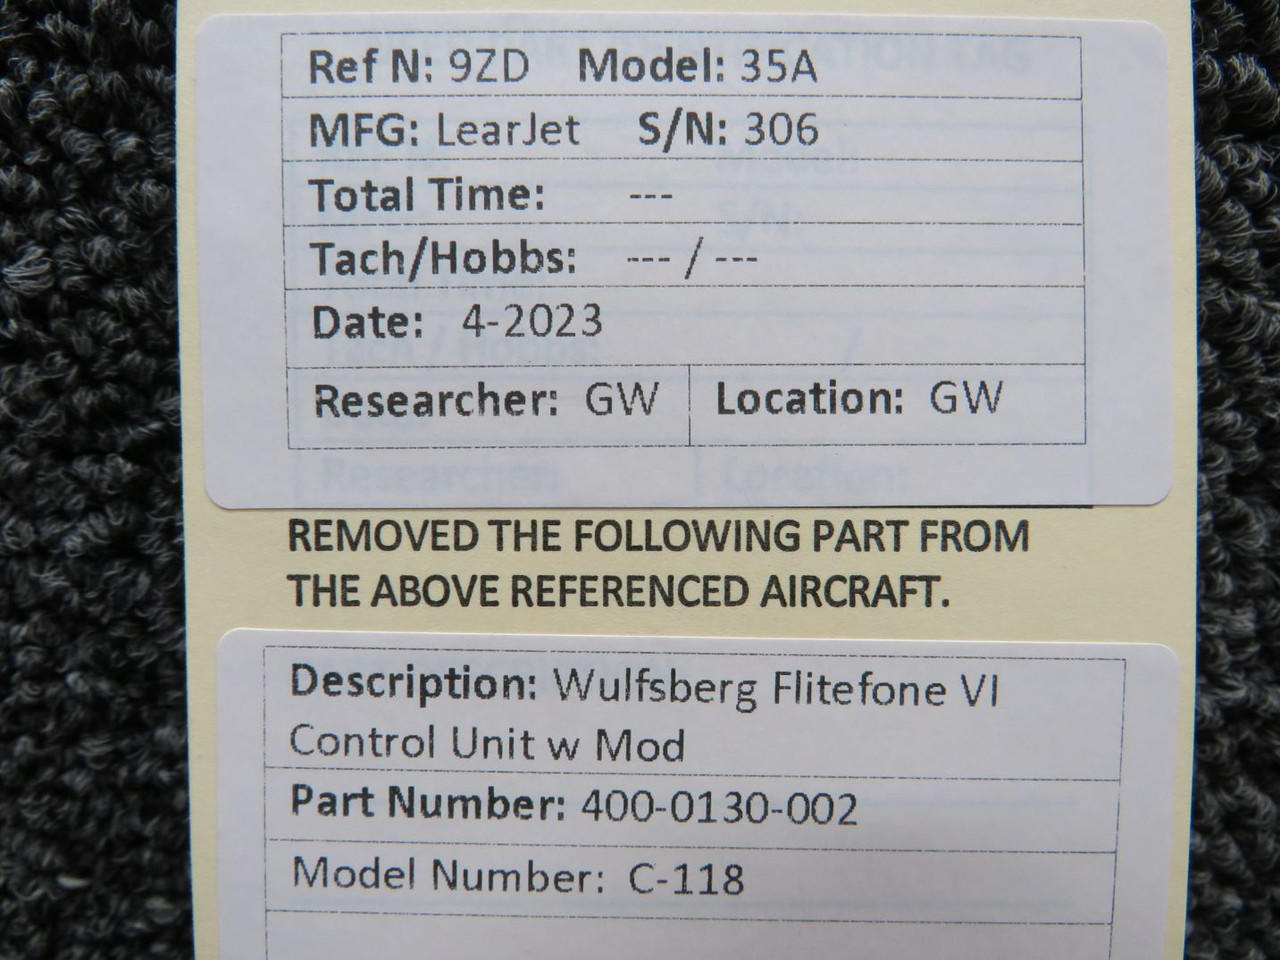 Ref N: 9ZD Model: 35A
MFG: LearJet S/N: 306
Total Time: ---
Tach/Hobbs: --- / ---
Date: 4-2023
Researcher: GW Location: GW
REMOVED THE FOLLOWING PART FROM
THE ABOVE REFERENCED AIRCRAFT.
Description: Wulfsberg Flitefone VI
Control Unit w Mod
Part Number: 400-0130-002
Model Number: C-118